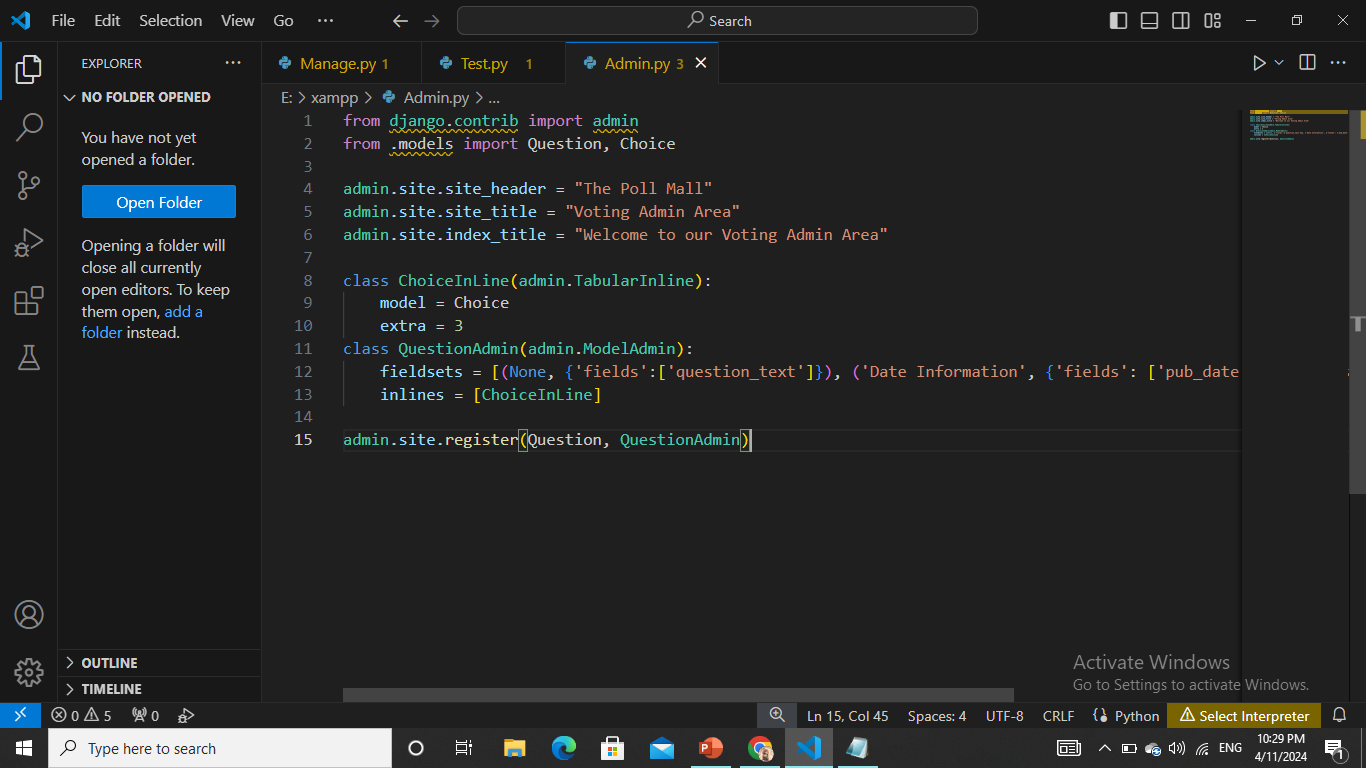 File Edit Selection View Go ··· Search
EXPLORER ···
NO FOLDER OPENED
You have not yet
opened a folder.
Open Folder
Opening a folder will
close all currently
open editors. To keep
them open, add a
folder instead.
OUTLINE
TIMELINE
Manage.py 1 Test.py 1 Admin.py 3
E: > xampp > Admin.py > ...
1 from django.contrib import admin
2 from .models import Question, Choice
3
4 admin.site.site_header = "The Poll Mall"
5 admin.site.site_title = "Voting Admin Area"
6 admin.site.index_title = "Welcome to our Voting Admin Area"
7
8 class ChoiceInLine(admin.TabularInline):
9 model = Choice
10 extra = 3
11 class QuestionAdmin(admin.ModelAdmin):
12 fieldsets = [(None, {'fields':['question_text']}), ('Date Information', {'fields': ['pub_date
13 inlines = [ChoiceInLine]
14
15 admin.site.register(Question, QuestionAdmin)
Activate Windows
Go to Settings to activate Windows.
0 5 0 Ln 15, Col 45 Spaces: 4 UTF-8 CRLF {} Python Select Interpreter
Type here to search
ENG
10:29 PM
4/11/2024
1